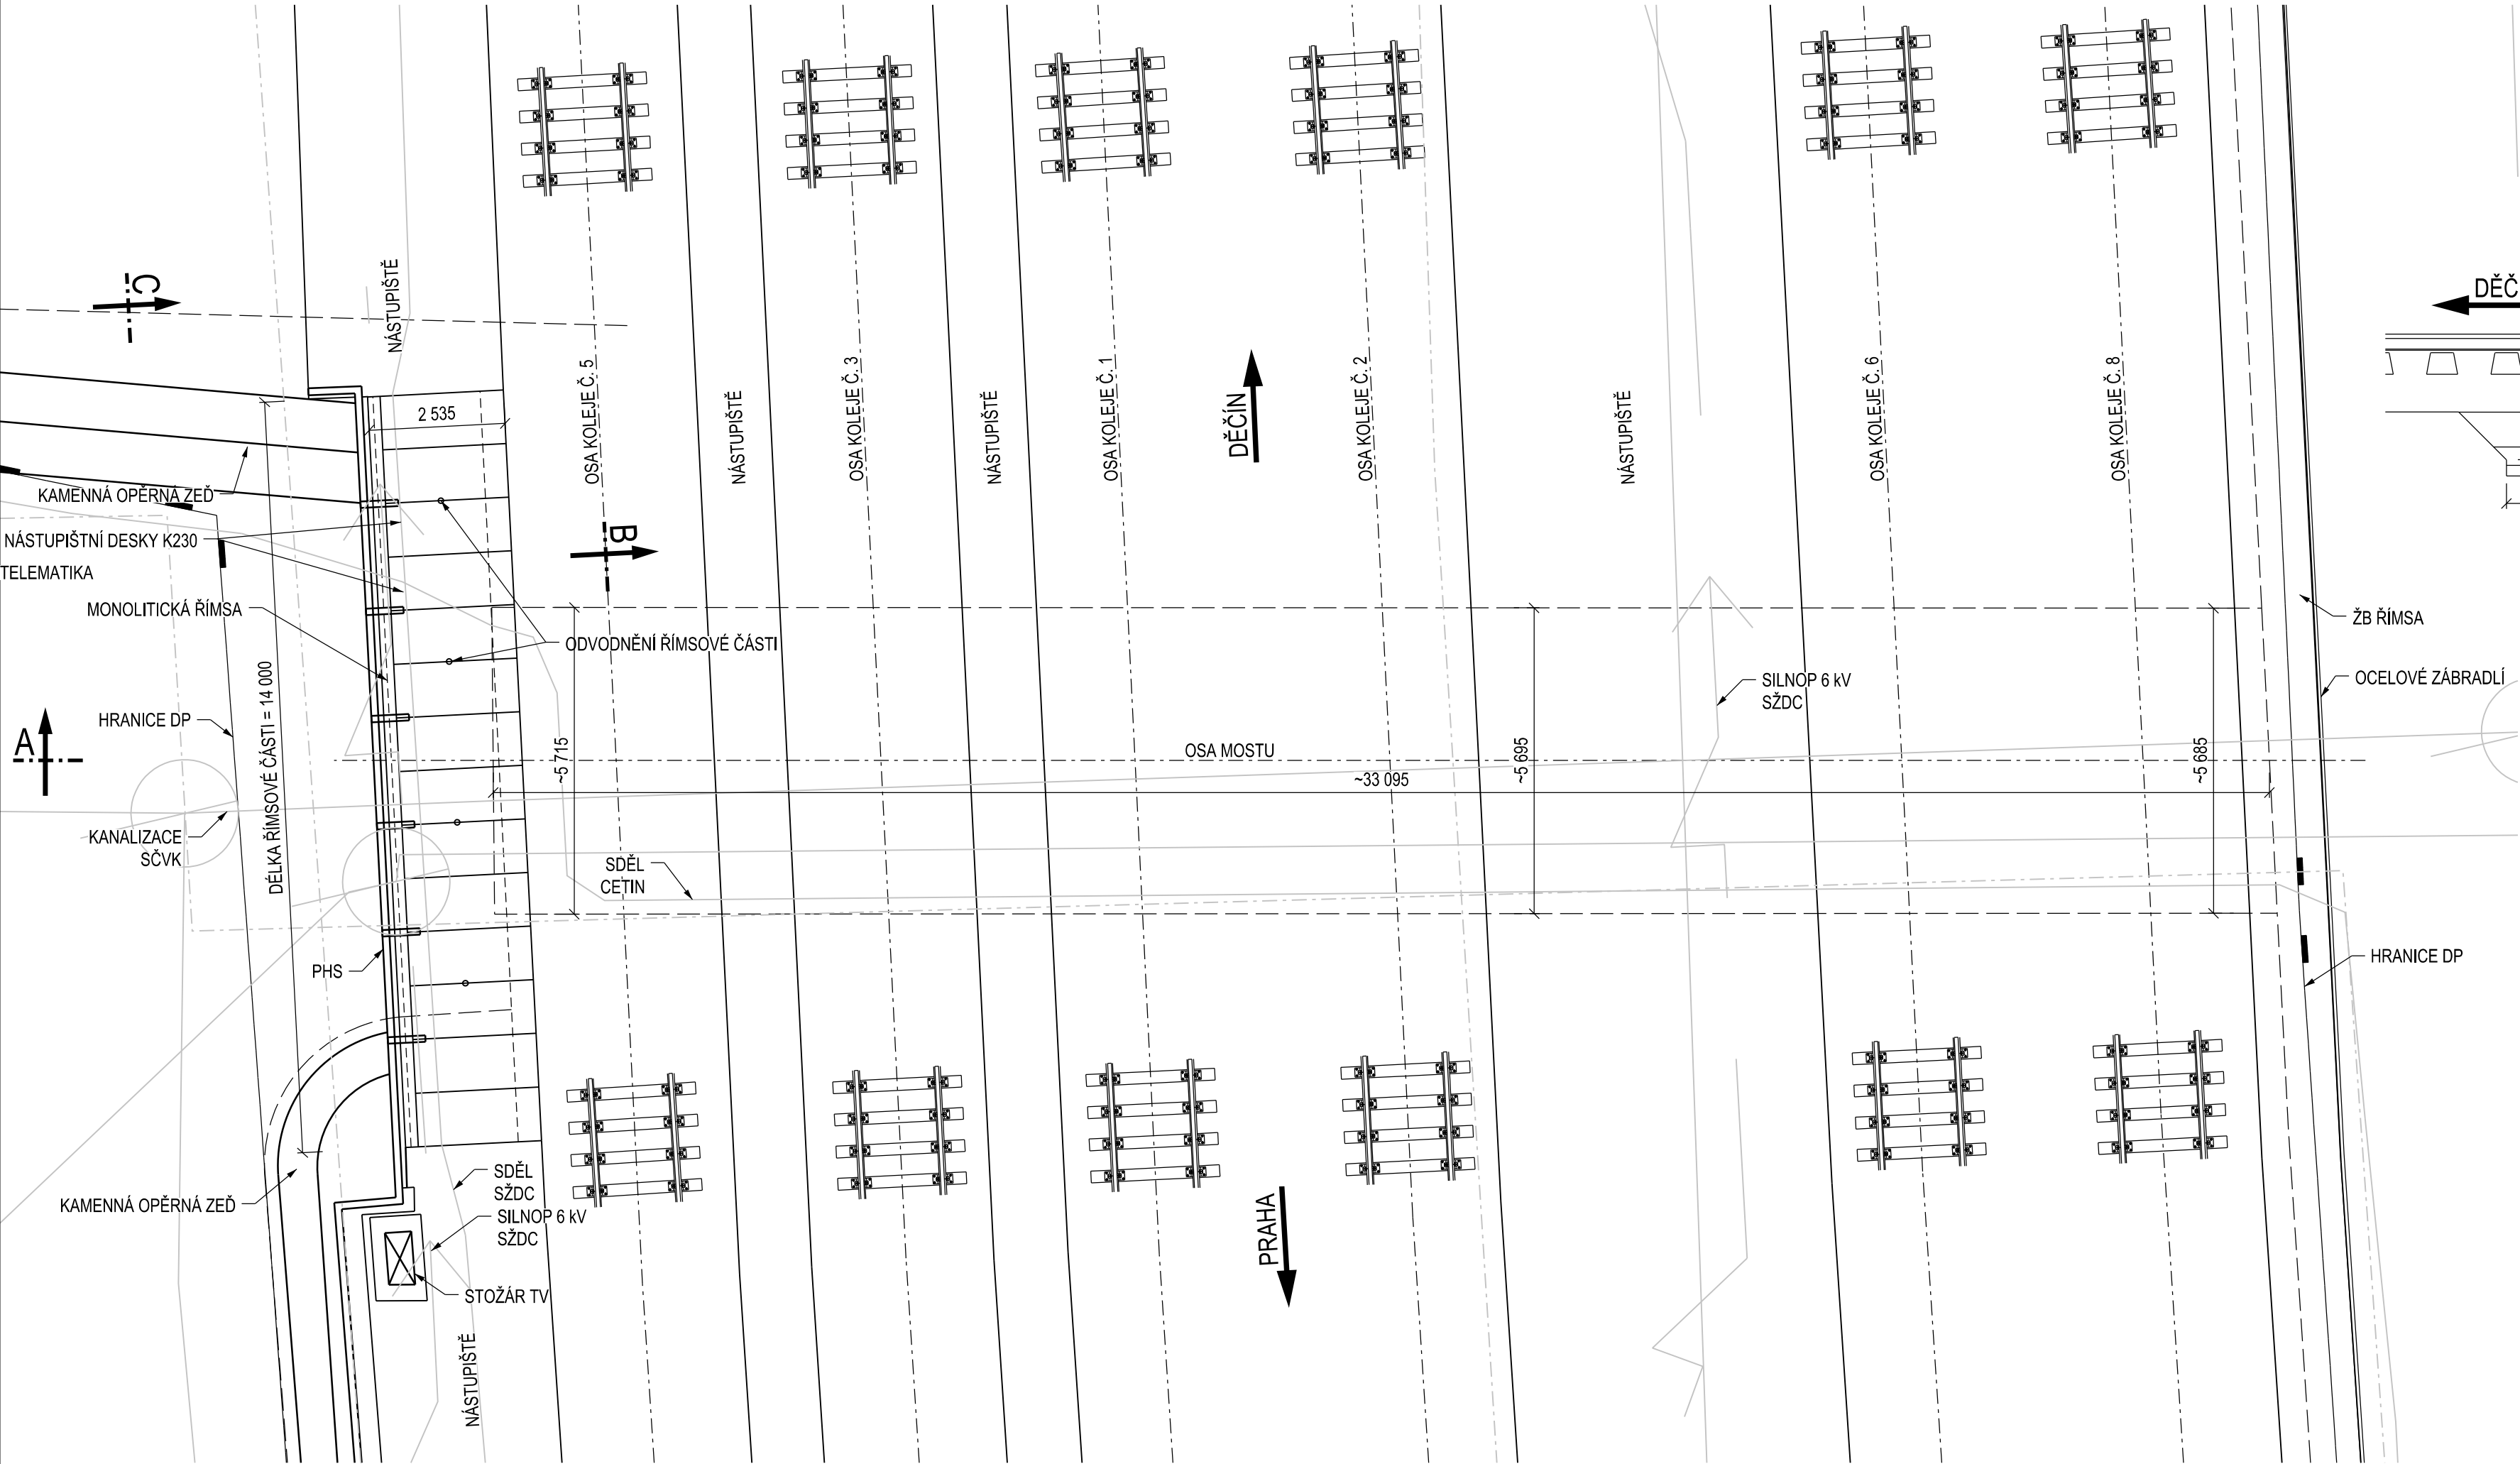 C
NÁSTUPIŠTĚ
2 535
OSA KOLEJE Č. 5
NÁSTUPIŠTĚ
OSA KOLEJE Č. 3
NÁSTUPIŠTĚ
OSA KOLEJE Č. 1
DĚČÍN
OSA KOLEJE Č. 2
NÁSTUPIŠTĚ
OSA KOLEJE Č. 6
OSA KOLEJE Č. 8
DĚČ
KAMENNÁ OPĚRNÁ ZEĎ
NÁSTUPIŠTNÍ DESKY K230
TELEMATIKA
B
MONOLITICKÁ ŘÍMSA
ODVODNĚNÍ ŘÍMSOVÉ ČÁSTI
ŽB ŘÍMSA
OCELOVÉ ZÁBRADLÍ
SILNOP 6 kV
SŽDC
HRANICE DP
A
DÉLKA ŘÍMSOVÉ ČÁSTI = 14 000
~5 715
OSA MOSTU
~33 095
~5 695
~5 685
KANALIZACE
SČVK
SDĚL
CETIN
PHS
HRANICE DP
KAMENNÁ OPĚRNÁ ZEĎ
SDĚL
SŽDC
SILNOP 6 kV
SŽDC
STOŽÁR TV
PRAHA
NÁSTUPIŠTĚ